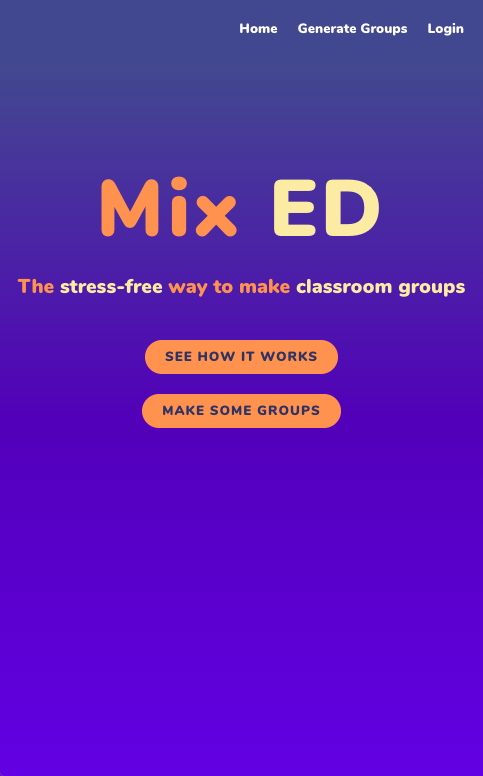 Home Generate Groups Login
Mix ED
The stress-free way to make classroom groups
SEE HOW IT WORKS
MAKE SOME GROUPS